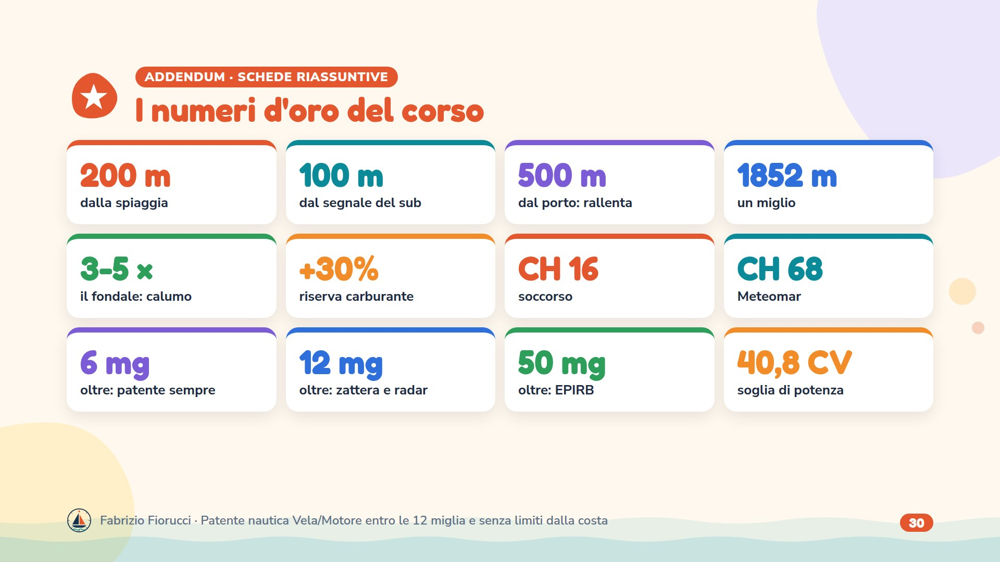 ADDENDUM · SCHEDE RIASSUNTIVE
I numeri d'oro del corso
200 m
dalla spiaggia
100 m
dal segnale del sub
500 m
dal porto: rallenta
1852 m
un miglio
3–5 ×
il fondale: calumo
+30%
riserva carburante
CH 16
soccorso
CH 68
Meteomar
6 mg
oltre: patente sempre
12 mg
oltre: zattera e radar
50 mg
oltre: EPIRB
40,8 CV
soglia di potenza
Fabrizio Fiorucci · Patente nautica Vela/Motore entro le 12 miglia e senza limiti dalla costa
30